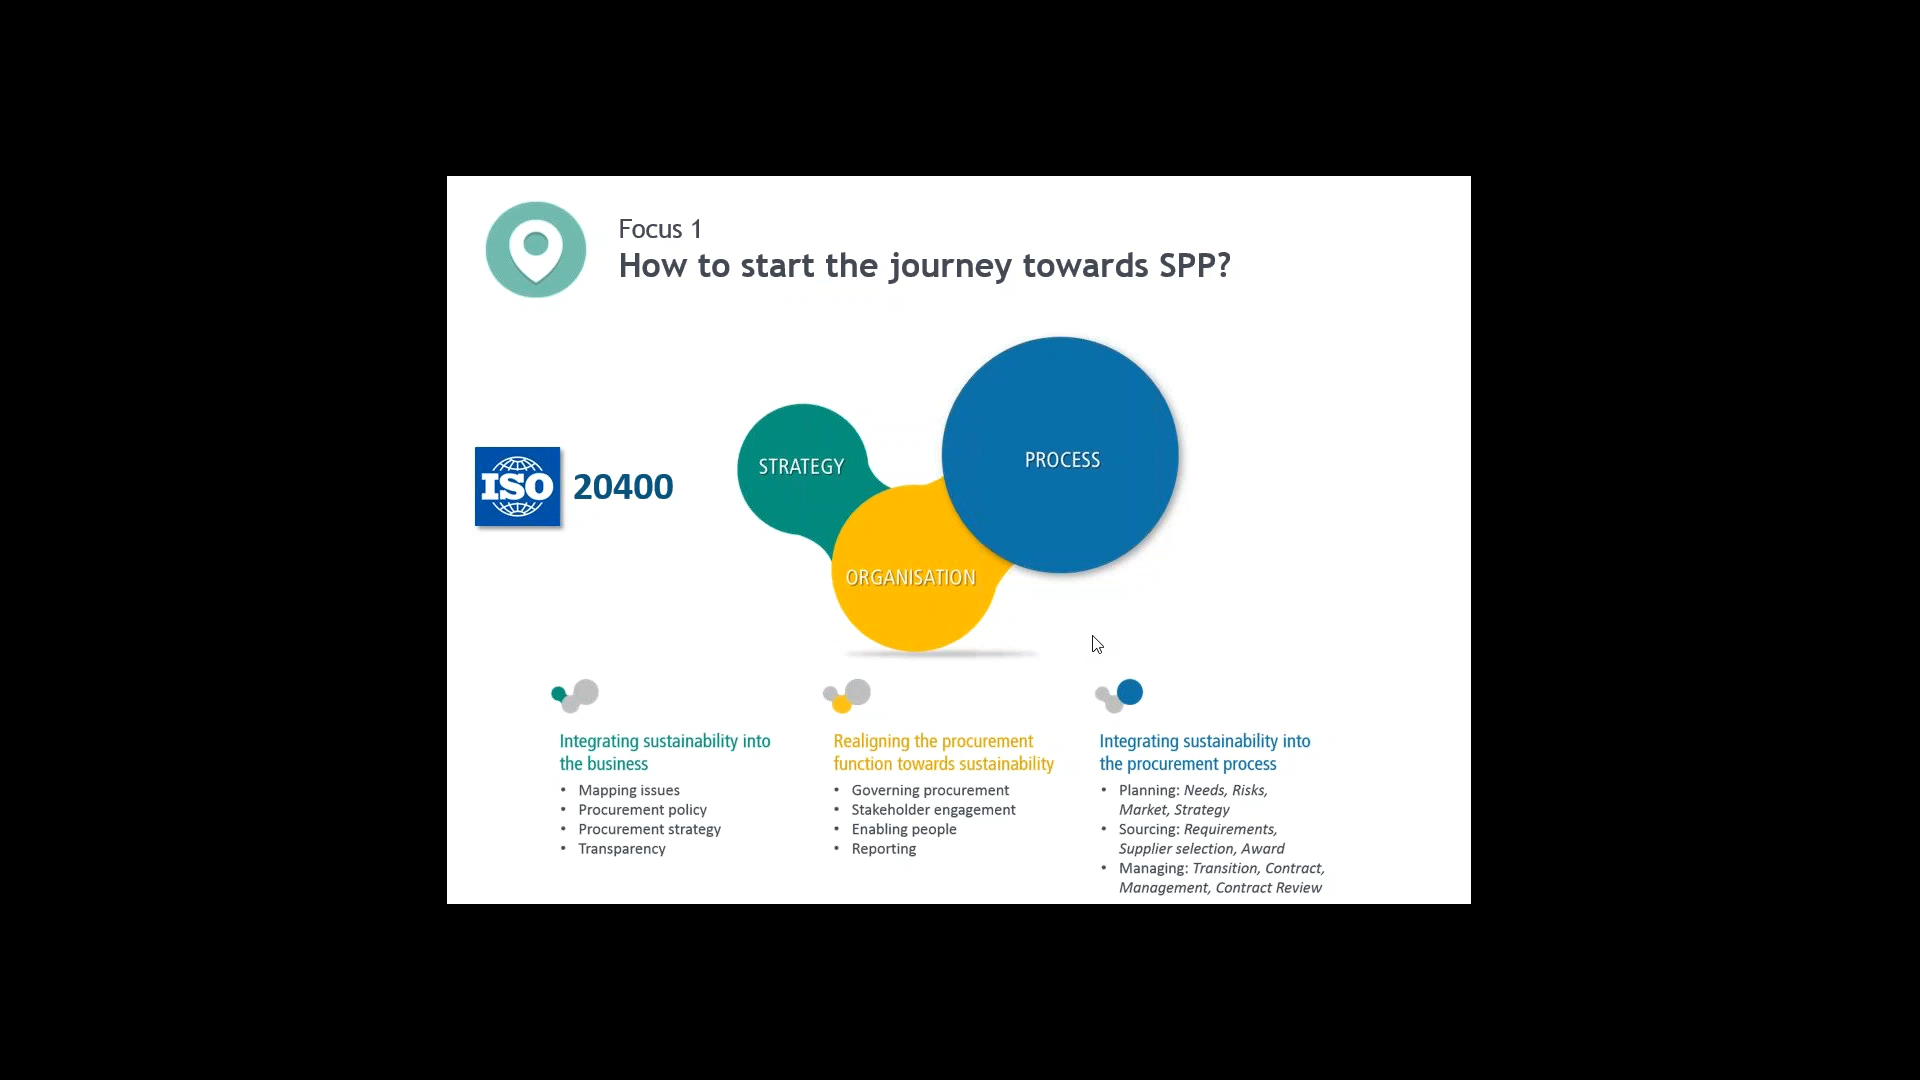 Focus 1
How to start the journey towards SPP?
STRATEGY
PROCESS
ISO 20400
ORGANISATION
Integrating sustainability into
the business
• Mapping issues
• Procurement policy
• Procurement strategy
• Transparency
Realigning the procurement
function towards sustainability
• Governing procurement
• Stakeholder engagement
• Enabling people
• Reporting
Integrating sustainability into
the procurement process
• Planning: Needs, Risks,
Market, Strategy
• Sourcing: Requirements,
Supplier selection, Award
• Managing: Transition, Contract,
Management, Contract Review